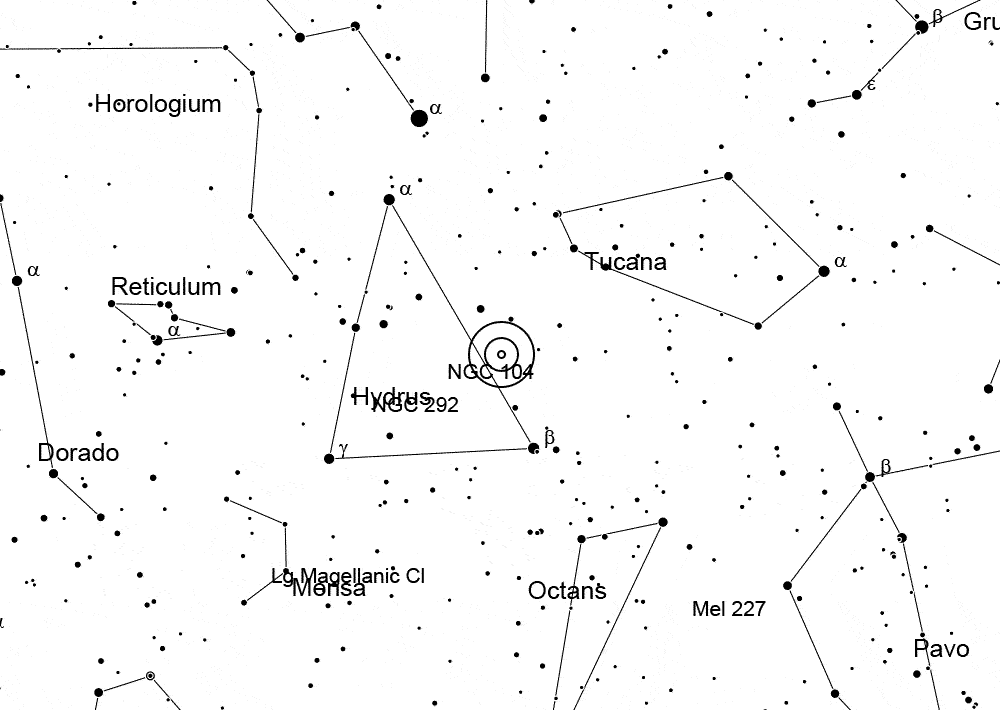 β
Gru
ε
Horologium
α
α
Tucana
α
α
Reticulum
α
NGC 104
Hydrus
NGC 292
γ
β
Dorado
β
Lg Magellanic Cl
Mensa
Octans
Mel 227
α
Pavo